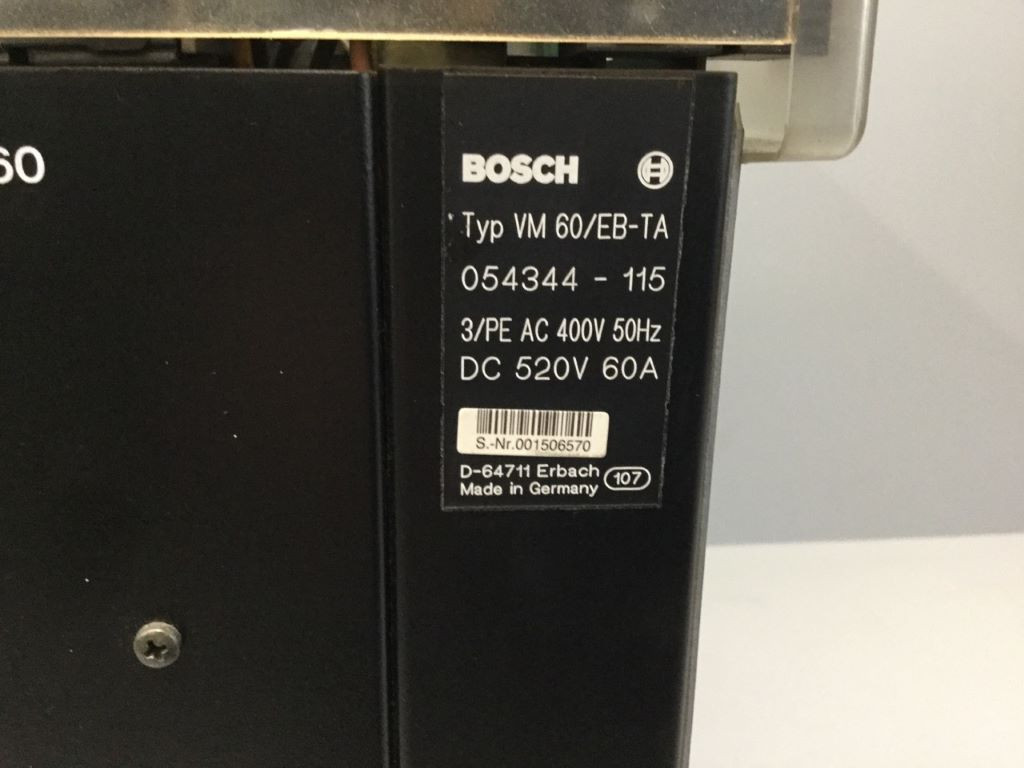 60
BOSCH
Typ VM 60/EB-TA
054344 - 115
3/PE AC 400V 50Hz
DC 520V 60A
S.-Nr.001506570
D-64711 Erbach
Made in Germany 107